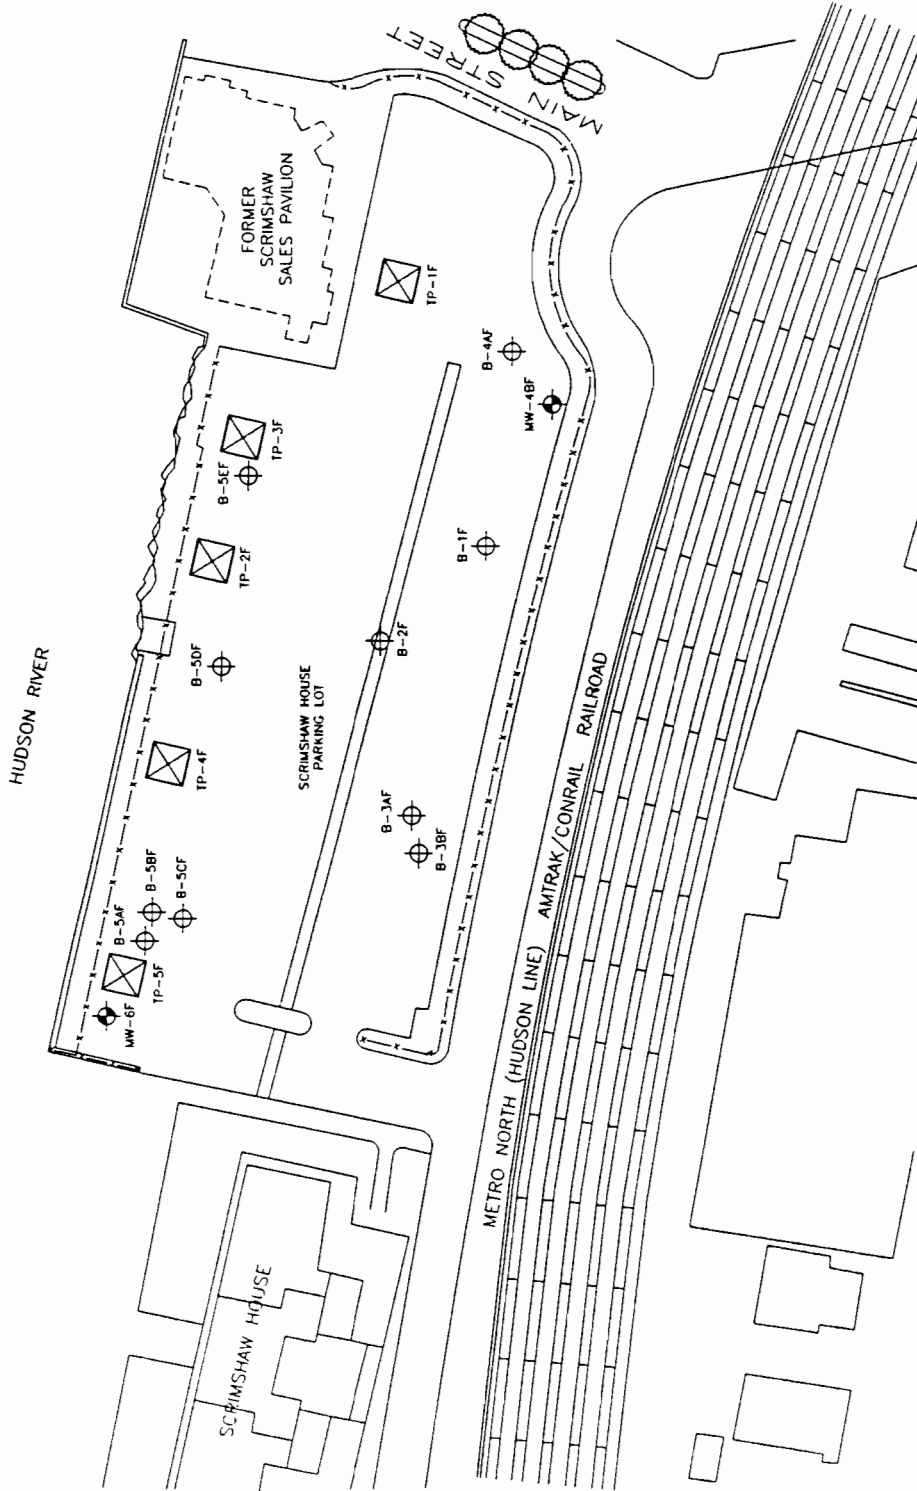 MAIN STREET
FORMER
SCRIMSHAW
SALES PAVILION
TP-1F
B-4AF
MW-4BF
TP-3F
B-5EF
TP-2F
B-1F
HUDSON RIVER
B-5DF
B-2F
SCRIMSHAW HOUSE
PARKING LOT
TP-4F
B-3AF
B-3BF
B-5BF
B-5CF
B-5AF
TP-5F
MW-6F
METRO NORTH (HUDSON LINE) AMTRAK/CONRAIL RAILROAD
SCRIMSHAW HOUSE